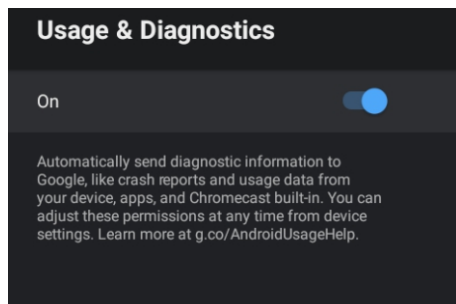 Usage & Diagnostics
On
Automatically send diagnostic information to
Google, like crash reports and usage data from
your device, apps, and Chromecast built-in. You can
adjust these permissions at any time from device
settings. Learn more at g.co/AndroidUsageHelp.